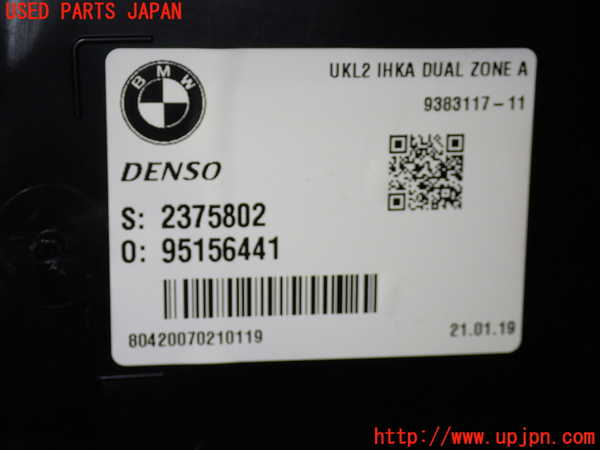 USED PARTS JAPAN
BMW
UKL2 IHKA DUAL ZONE A
9383117-11
DENSO
S: 2375802
O: 95156441
80420070210119
21.01.19
http://www.upjpn.com/